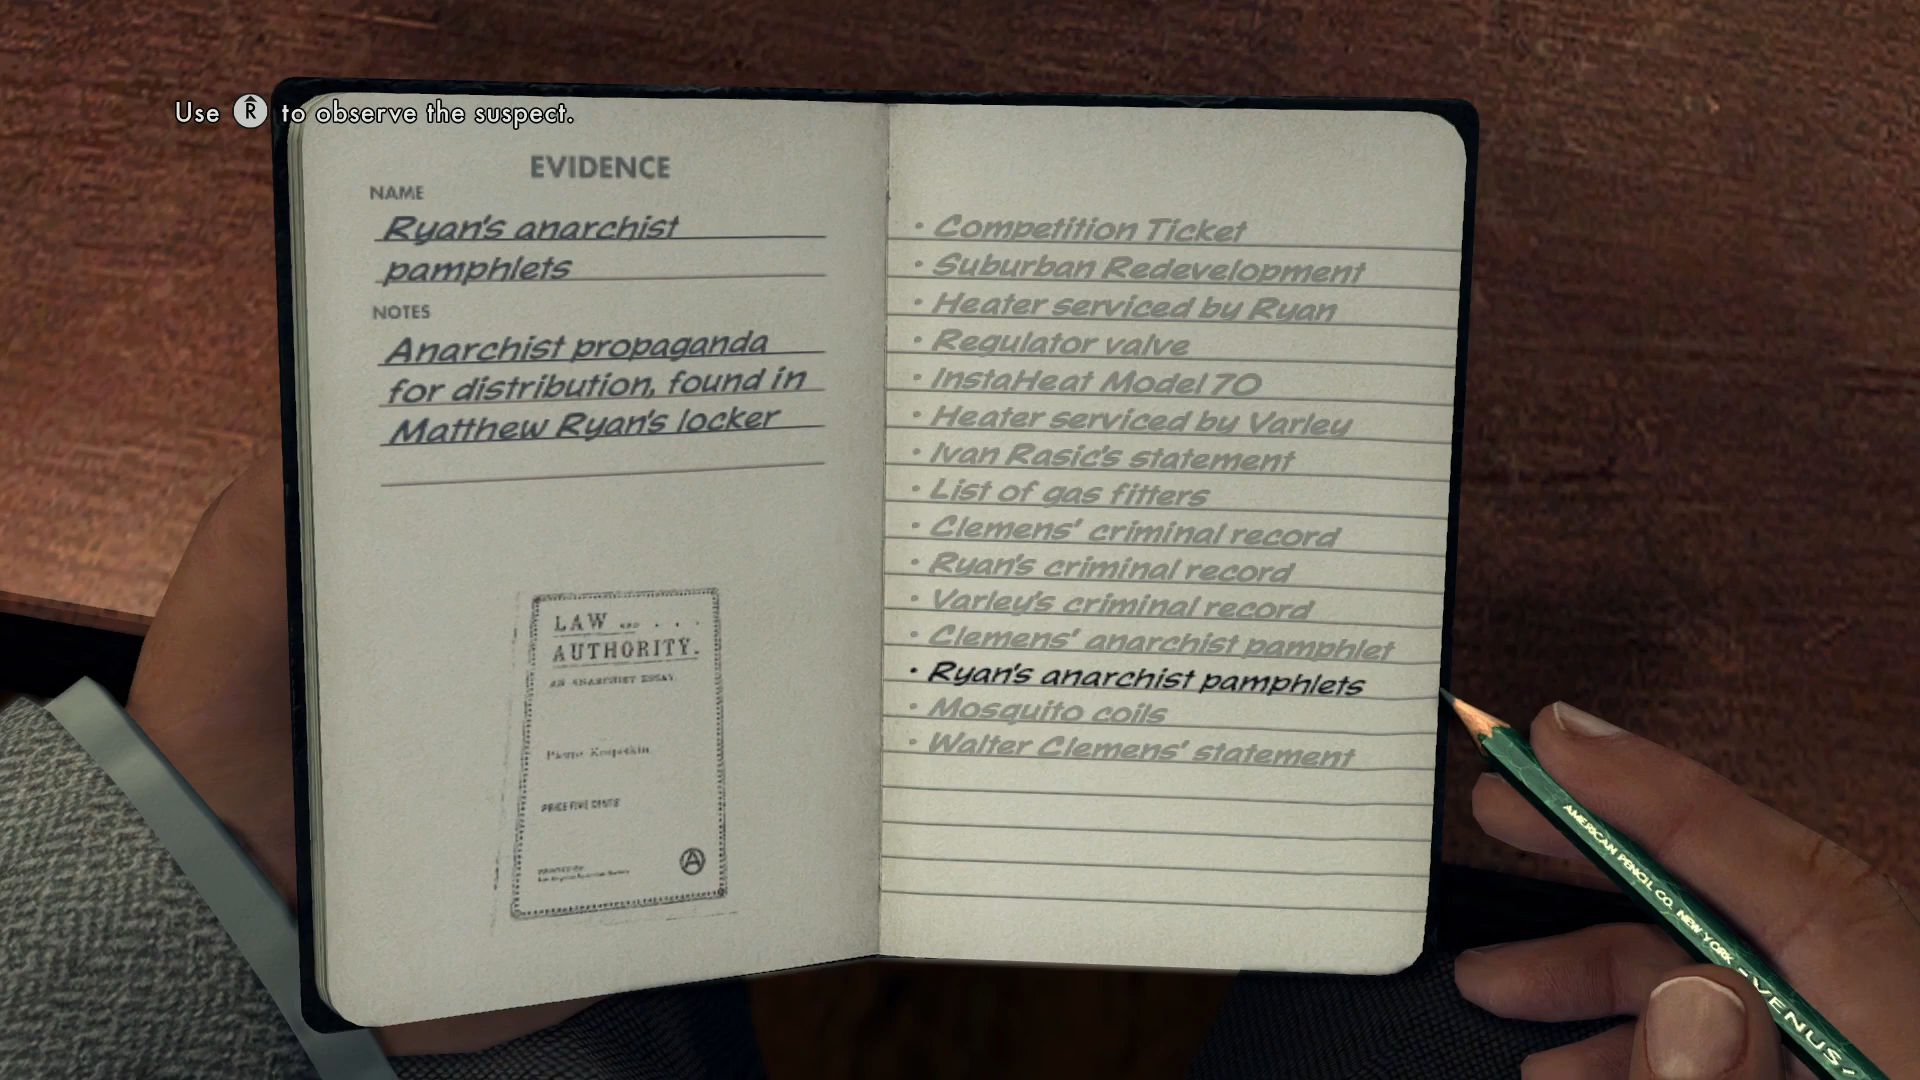 Use R to observe the suspect.
EVIDENCE
NAME
Ryan's anarchist
pamphlets
NOTES
Anarchist propaganda
for distribution, found in
Matthew Ryan's locker
LAW AND . . .
AUTHORITY.
AN ANARCHIST ESSAY
Pierre Kropotkin
PRICE FIVE CENTS
A
• Competition Ticket
• Suburban Redevelopment
• Heater serviced by Ryan
• Regulator valve
• InstaHeat Model 70
• Heater serviced by Varley
• Ivan Rasic's statement
• List of gas fitters
• Clemens' criminal record
• Ryan's criminal record
• Varley's criminal record
• Clemens' anarchist pamphlet
• Ryan's anarchist pamphlets
• Mosquito coils
• Walter Clemens' statement
AMERICAN PENCIL CO. NEW YORK - VENUS